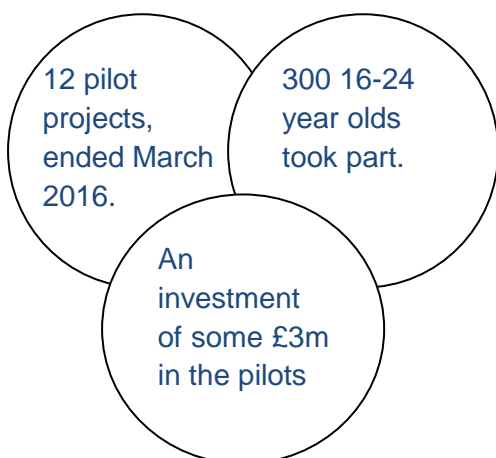 12 pilot
projects,
ended March
2016.
300 16-24
year olds
took part.
An
investment
of some £3m
in the pilots